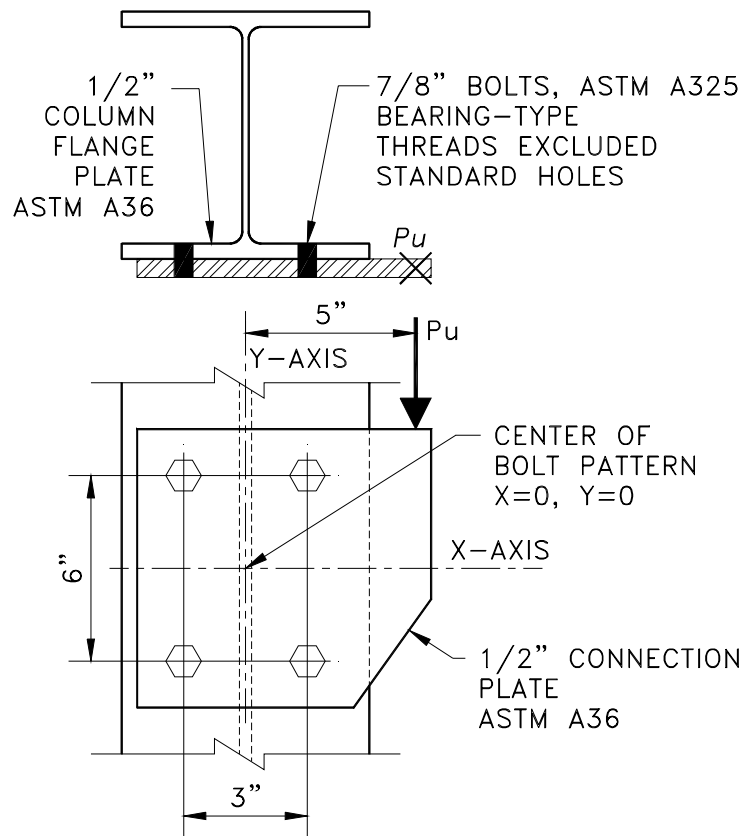 1/2”
COLUMN
FLANGE
PLATE
ASTM A36
7/8” BOLTS, ASTM A325
BEARING–TYPE
THREADS EXCLUDED
STANDARD HOLES
Pu
5”
Pu
Y–AXIS
CENTER OF
BOLT PATTERN
X=0, Y=0
X–AXIS
6”
1/2” CONNECTION
PLATE
ASTM A36
3”